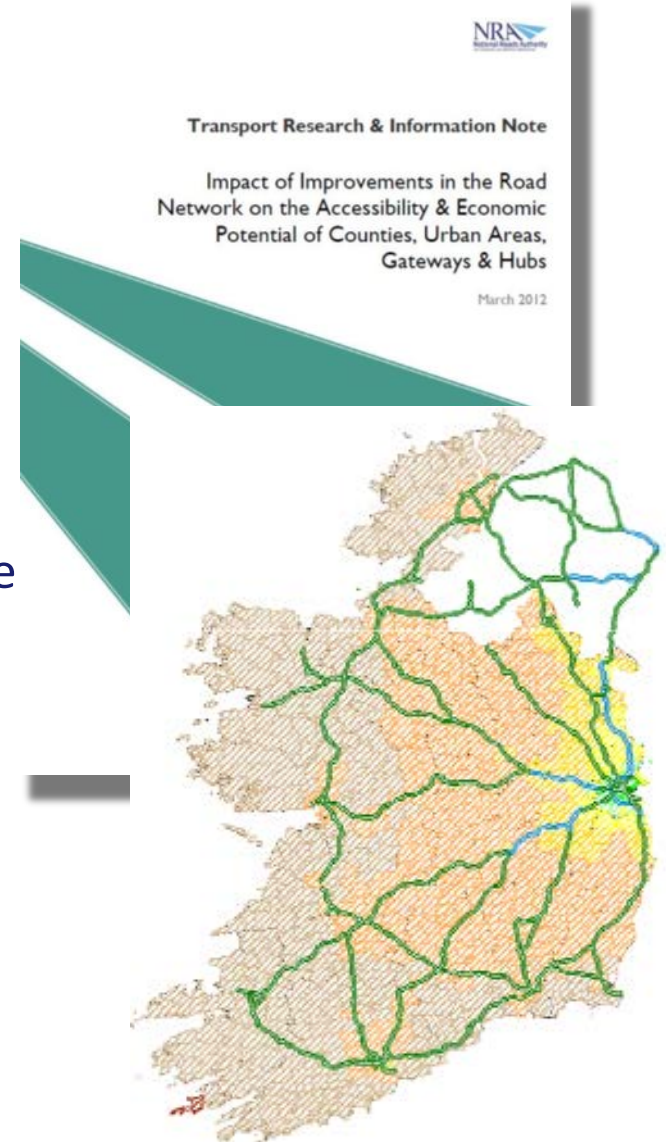 NRA
National Roads Authority
Transport Research & Information Note
Impact of Improvements in the Road
Network on the Accessibility & Economic
Potential of Counties, Urban Areas,
Gateways & Hubs
March 2012
e